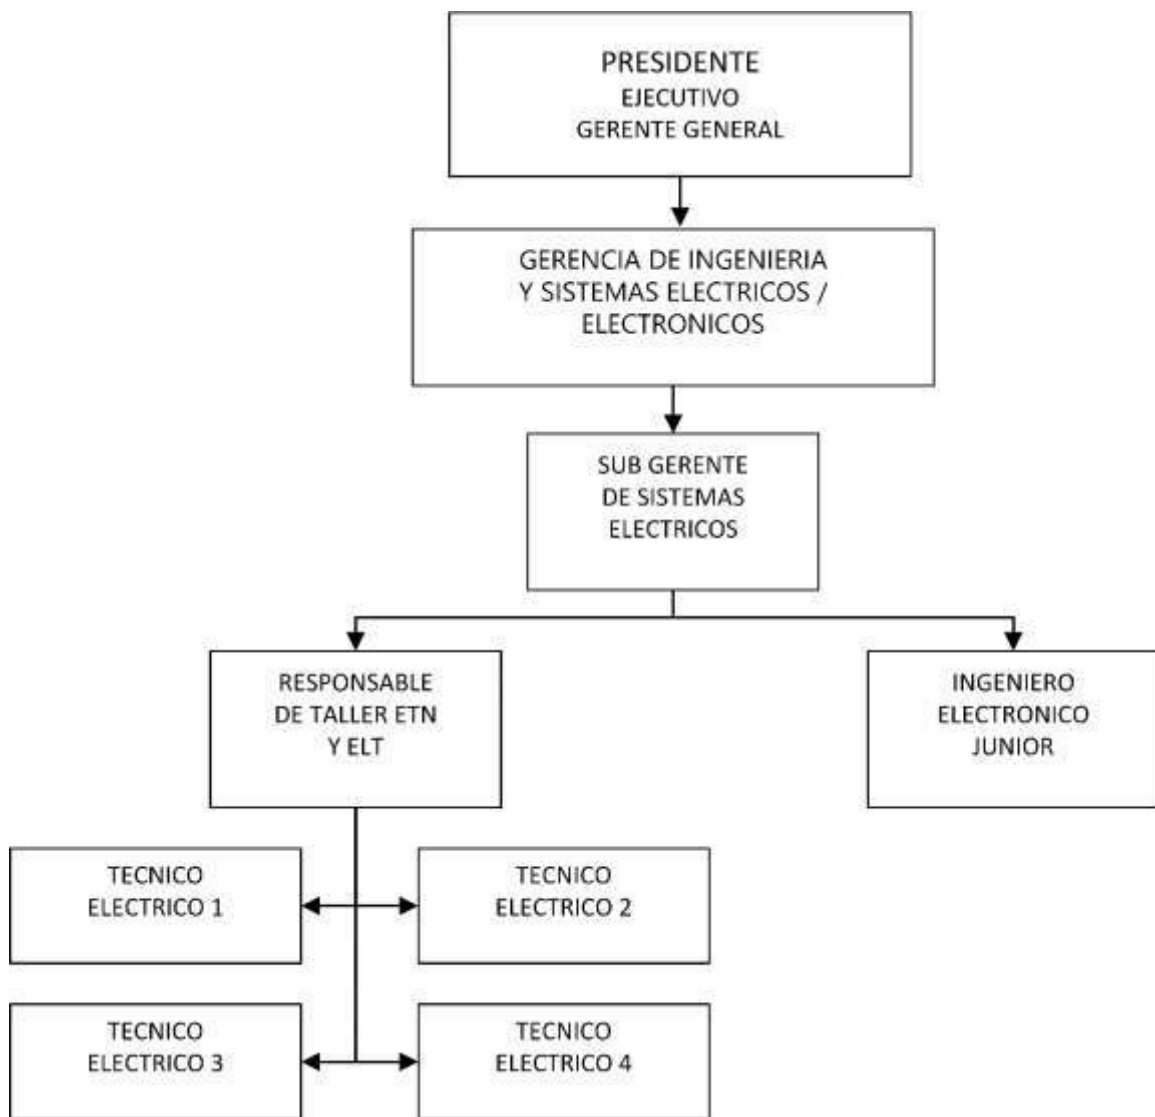 PRESIDENTE
EJECUTIVO
GERENTE GENERAL
GERENCIA DE INGENIERIA
Y SISTEMAS ELECTRICOS /
ELECTRONICOS
SUB GERENTE
DE SISTEMAS
ELECTRICOS
RESPONSABLE
DE TALLER ETN
Y ELT
INGENIERO
ELECTRONICO
JUNIOR
TECNICO
ELECTRICO 1
TECNICO
ELECTRICO 2
TECNICO
ELECTRICO 3
TECNICO
ELECTRICO 4